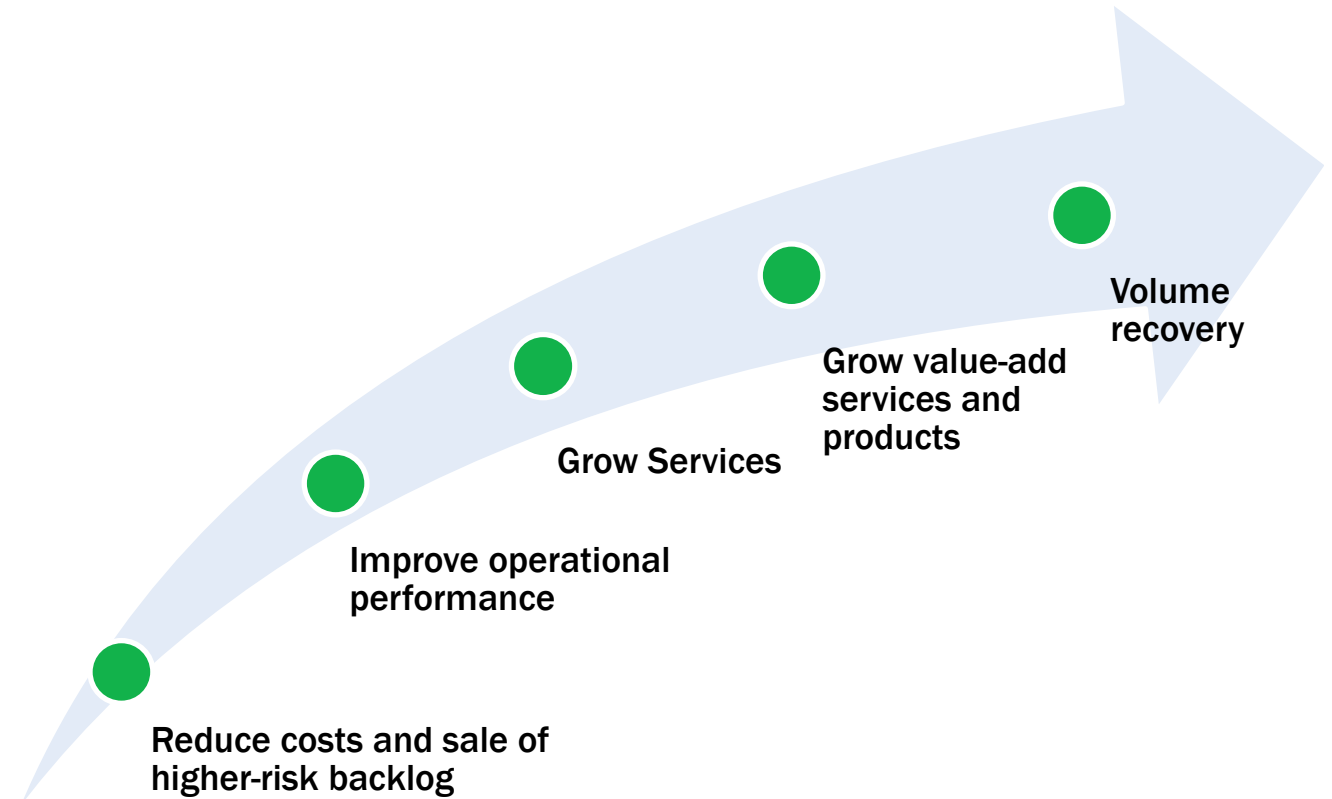 Volume
recovery
Grow value-add
services and
products
Grow Services
Improve operational
performance
Reduce costs and sale of
higher-risk backlog